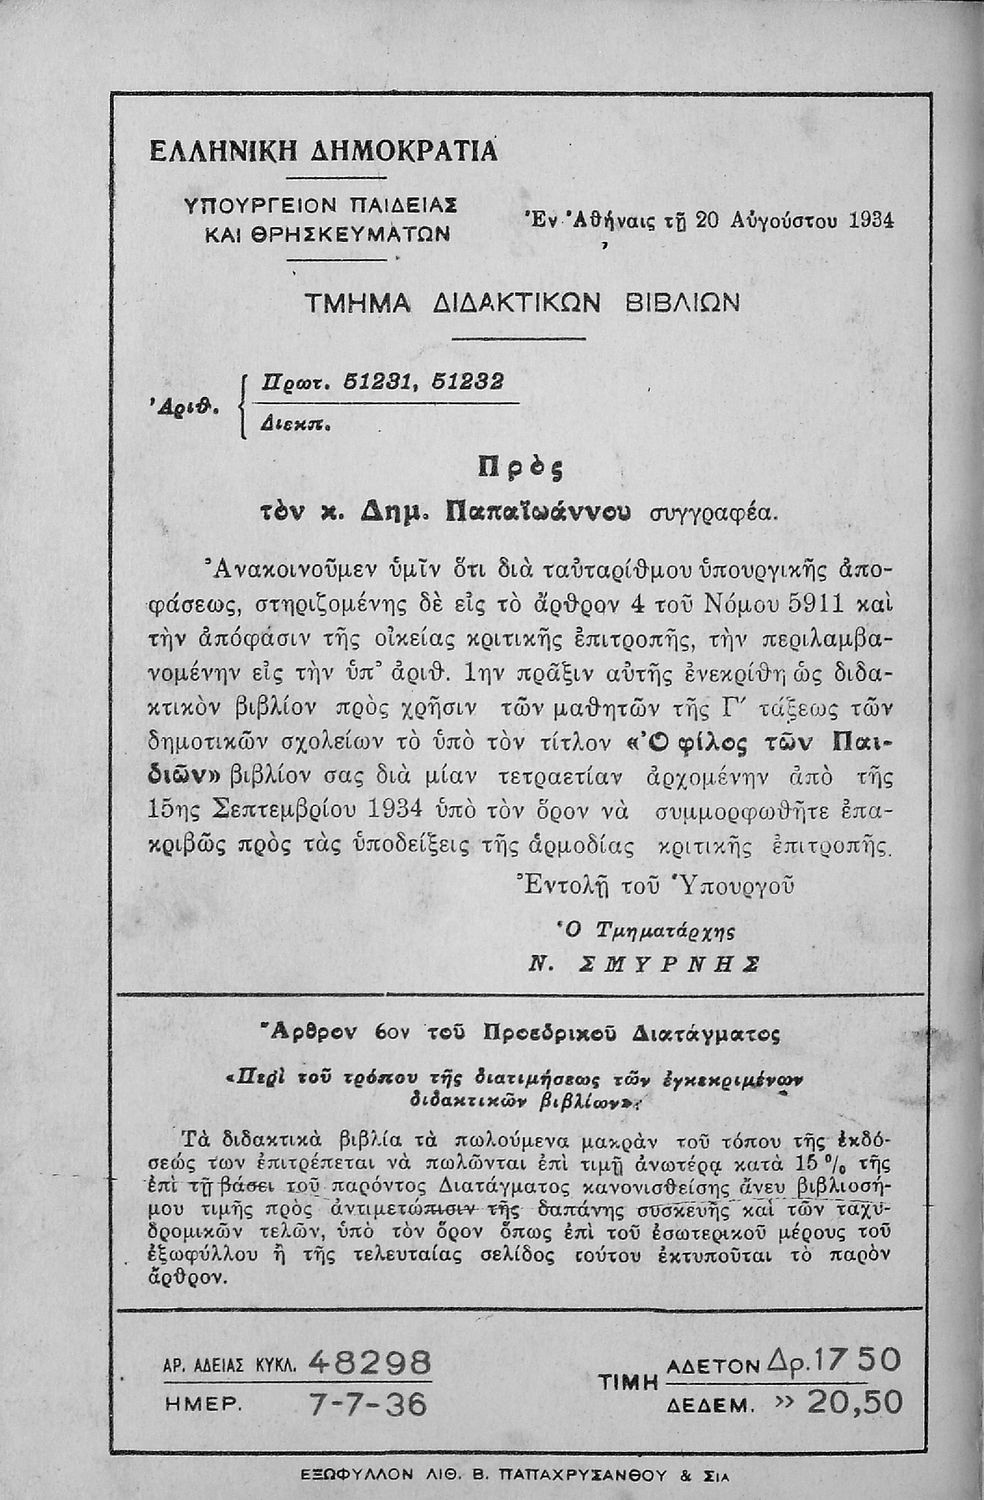 ΕΛΛΗΝΙΚΗ ΔΗΜΟΚΡΑΤΙΑ
ΥΠΟΥΡΓΕΙΟΝ ΠΑΙΔΕΙΑΣ
ΚΑΙ ΘΡΗΣΚΕΥΜΑΤΩΝ
Ἐν Ἀθήναις τῇ 20 Αὐγούστου 1934
ΤΜΗΜΑ ΔΙΔΑΚΤΙΚΩΝ ΒΙΒΛΙΩΝ
Ἀριθ.
Πρωτ. 51231, 51232
Διεκπ.
Πρὸς
τὸν κ. Δημ. Παπαϊωάννου συγγραφέα.
Ἀνακοινοῦμεν ὑμῖν ὅτι διὰ ταὐταρίθμου ὑπουργικῆς ἀπο-
φάσεως, στηριζομένης δὲ εἰς τὸ ἄρθρον 4 τοῦ Νόμου 5911 καὶ
τὴν ἀπόφασιν τῆς οἰκείας κριτικῆς ἐπιτροπῆς, τὴν περιλαμβα-
νομένην εἰς τὴν ὑπ' ἀριθ. 1ην πρᾶξιν αὐτῆς ἐνεκρίθη ὡς διδα-
κτικὸν βιβλίον πρὸς χρῆσιν τῶν μαθητῶν τῆς Γ' τάξεως τῶν
δημοτικῶν σχολείων τὸ ὑπὸ τὸν τίτλον «Ὁ φίλος τῶν Παι-
διῶν» βιβλίον σας διὰ μίαν τετραετίαν ἀρχομένην ἀπὸ τῆς
15ης Σεπτεμβρίου 1934 ὑπὸ τὸν ὅρον νὰ συμμορφωθῆτε ἐπα-
κριβῶς πρὸς τὰς ὑποδείξεις τῆς ἁρμοδίας κριτικῆς ἐπιτροπῆς.
Ἐντολῇ τοῦ Ὑπουργοῦ
Ὁ Τμηματάρχης
Ν. ΣΜΥΡΝΗΣ
Ἄρθρον 6ον τοῦ Προεδρικοῦ Διατάγματος
«Περὶ τοῦ τρόπου τῆς διατιμήσεως τῶν ἐγκεκριμένων
διδακτικῶν βιβλίων».
Τὰ διδακτικὰ βιβλία τὰ πωλούμενα μακρὰν τοῦ τόπου τῆς ἐκδό-
σεώς των ἐπιτρέπεται νὰ πωλῶνται ἐπὶ τιμῇ ἀνωτέρᾳ κατὰ 15 % τῆς
ἐπὶ τῇ βάσει τοῦ παρόντος Διατάγματος κανονισθείσης ἄνευ βιβλιοσή-
μου τιμῆς πρὸς ἀντιμετώπισιν τῆς δαπάνης συσκευῆς καὶ τῶν ταχυ-
δρομικῶν τελῶν, ὑπὸ τὸν ὅρον ὅπως ἐπὶ τοῦ ἐσωτερικοῦ μέρους τοῦ
ἐξωφύλλου ἢ τῆς τελευταίας σελίδος τούτου ἐκτυποῦται τὸ παρὸν
ἄρθρον.
ΑΡ. ΑΔΕΙΑΣ ΚΥΚΛ. 48298
ΗΜΕΡ. 7-7-36
ΤΙΜΗ
ΑΔΕΤΟΝ Δρ. 17 50
ΔΕΔΕΜ. » 20,50
ΕΞΩΦΥΛΛΟΝ ΛΙΘ. Β. ΠΑΠΑΧΡΥΣΑΝΘΟΥ & ΣΙΑ